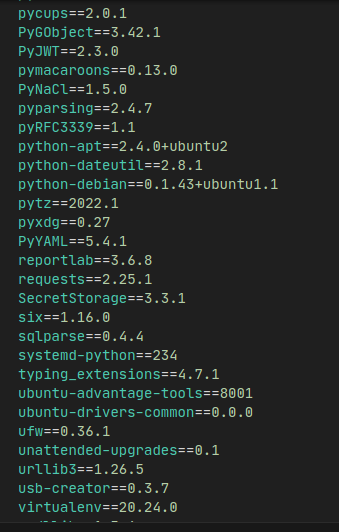 pycups==2.0.1
PyGObject==3.42.1
PyJWT==2.3.0
pymacaroons==0.13.0
PyNaCl==1.5.0
pyparsing==2.4.7
pyRFC3339==1.1
python-apt==2.4.0+ubuntu2
python-dateutil==2.8.1
python-debian==0.1.43+ubuntu1.1
pytz==2022.1
pyxdg==0.27
PyYAML==5.4.1
reportlab==3.6.8
requests==2.25.1
SecretStorage==3.3.1
six==1.16.0
sqlparse==0.4.4
systemd-python==234
typing_extensions==4.7.1
ubuntu-advantage-tools==8001
ubuntu-drivers-common==0.0.0
ufw==0.36.1
unattended-upgrades==0.1
urllib3==1.26.5
usb-creator==0.3.7
virtualenv==20.24.0